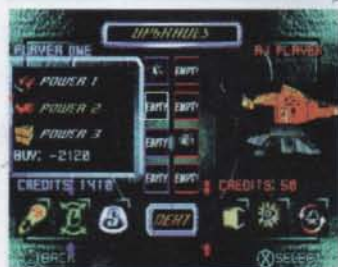 UPGRADES
PLAYER ONE
AI PLAYER
POWER 1
POWER 2
POWER 3
BUY: -2120
EMPTY
EMPTY EMPTY
EMPTY
EMPTY EMPTY
CREDITS: 1410
CREDITS: 50
NEXT
BACK
SELECT